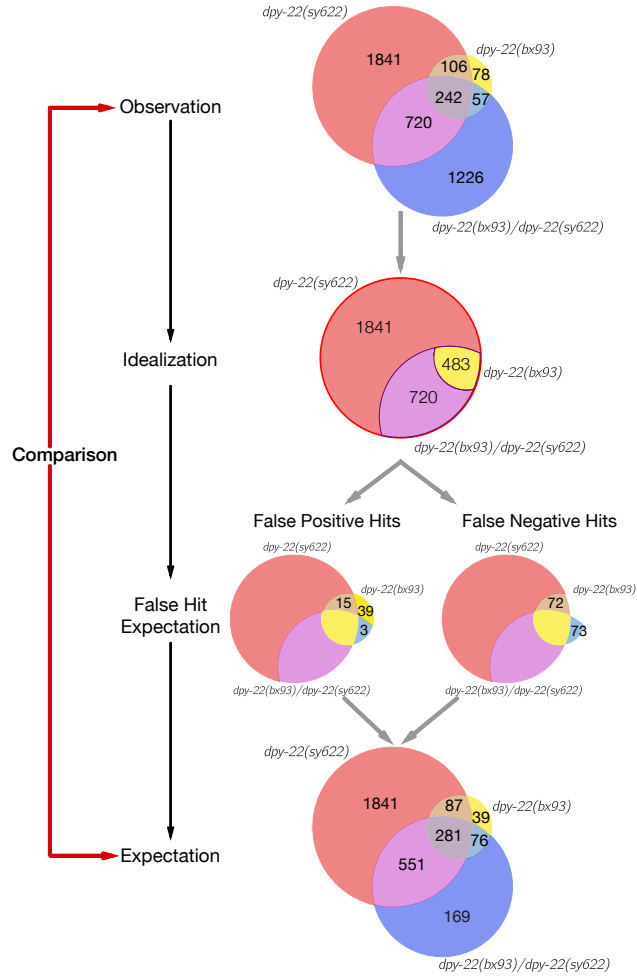 dpy-22(sy622)
1841
dpy-22(bx93)
106
78
242
57
720
1226
dpy-22(bx93)/dpy-22(sy622)
Observation
dpy-22(sy622)
1841
483
dpy-22(bx93)
720
dpy-22(bx93)/dpy-22(sy622)
Idealization
Comparison
False Positive Hits
dpy-22(sy622)
dpy-22(bx93)
15
39
3
dpy-22(bx93)/dpy-22(sy622)
False Negative Hits
dpy-22(sy622)
dpy-22(bx93)
72
73
dpy-22(bx93)/dpy-22(sy622)
False Hit
Expectation
dpy-22(sy622)
1841
87
dpy-22(bx93)
39
281
76
551
169
dpy-22(bx93)/dpy-22(sy622)
Expectation